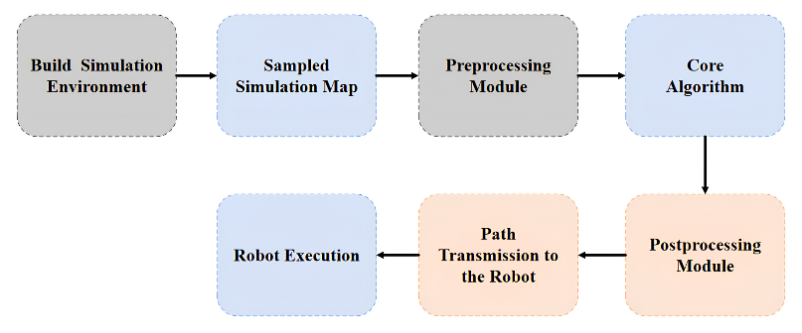 Build Simulation
Environment
Sampled
Simulation Map
Preprocessing
Module
Core
Algorithm
Robot Execution
Path
Transmission to
the Robot
Postprocessing
Module